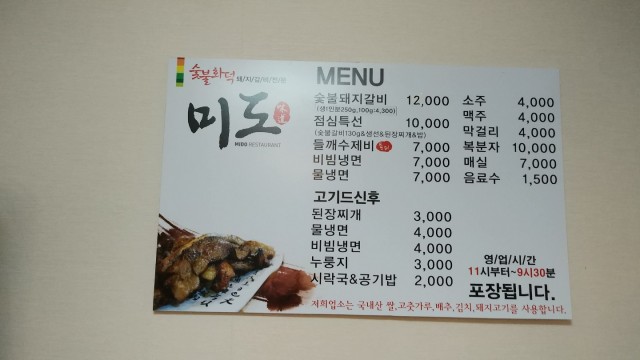 숯불화덕 돼지갈비전문
미도
MIDO RESTAURANT
MENU
숯불돼지갈비 12,000
(생1인분250g,100g:4,300)
점심특선 10,000
(숯불갈비130g&생선&된장찌개&밥)
들깨수제비 7,000
비빔냉면 7,000
물냉면 7,000
고기드신후
된장찌개 3,000
물냉면 4,000
비빔냉면 4,000
누룽지 3,000
시락국&공기밥 2,000
소주 4,000
맥주 4,000
막걸리 4,000
복분자 10,000
매실 7,000
음료수 1,500
영/업/시/간
11시부터~9시30분
포장됩니다.
저희업소는 국내산 쌀,고춧가루,배추,김치,돼지고기를 사용합니다.